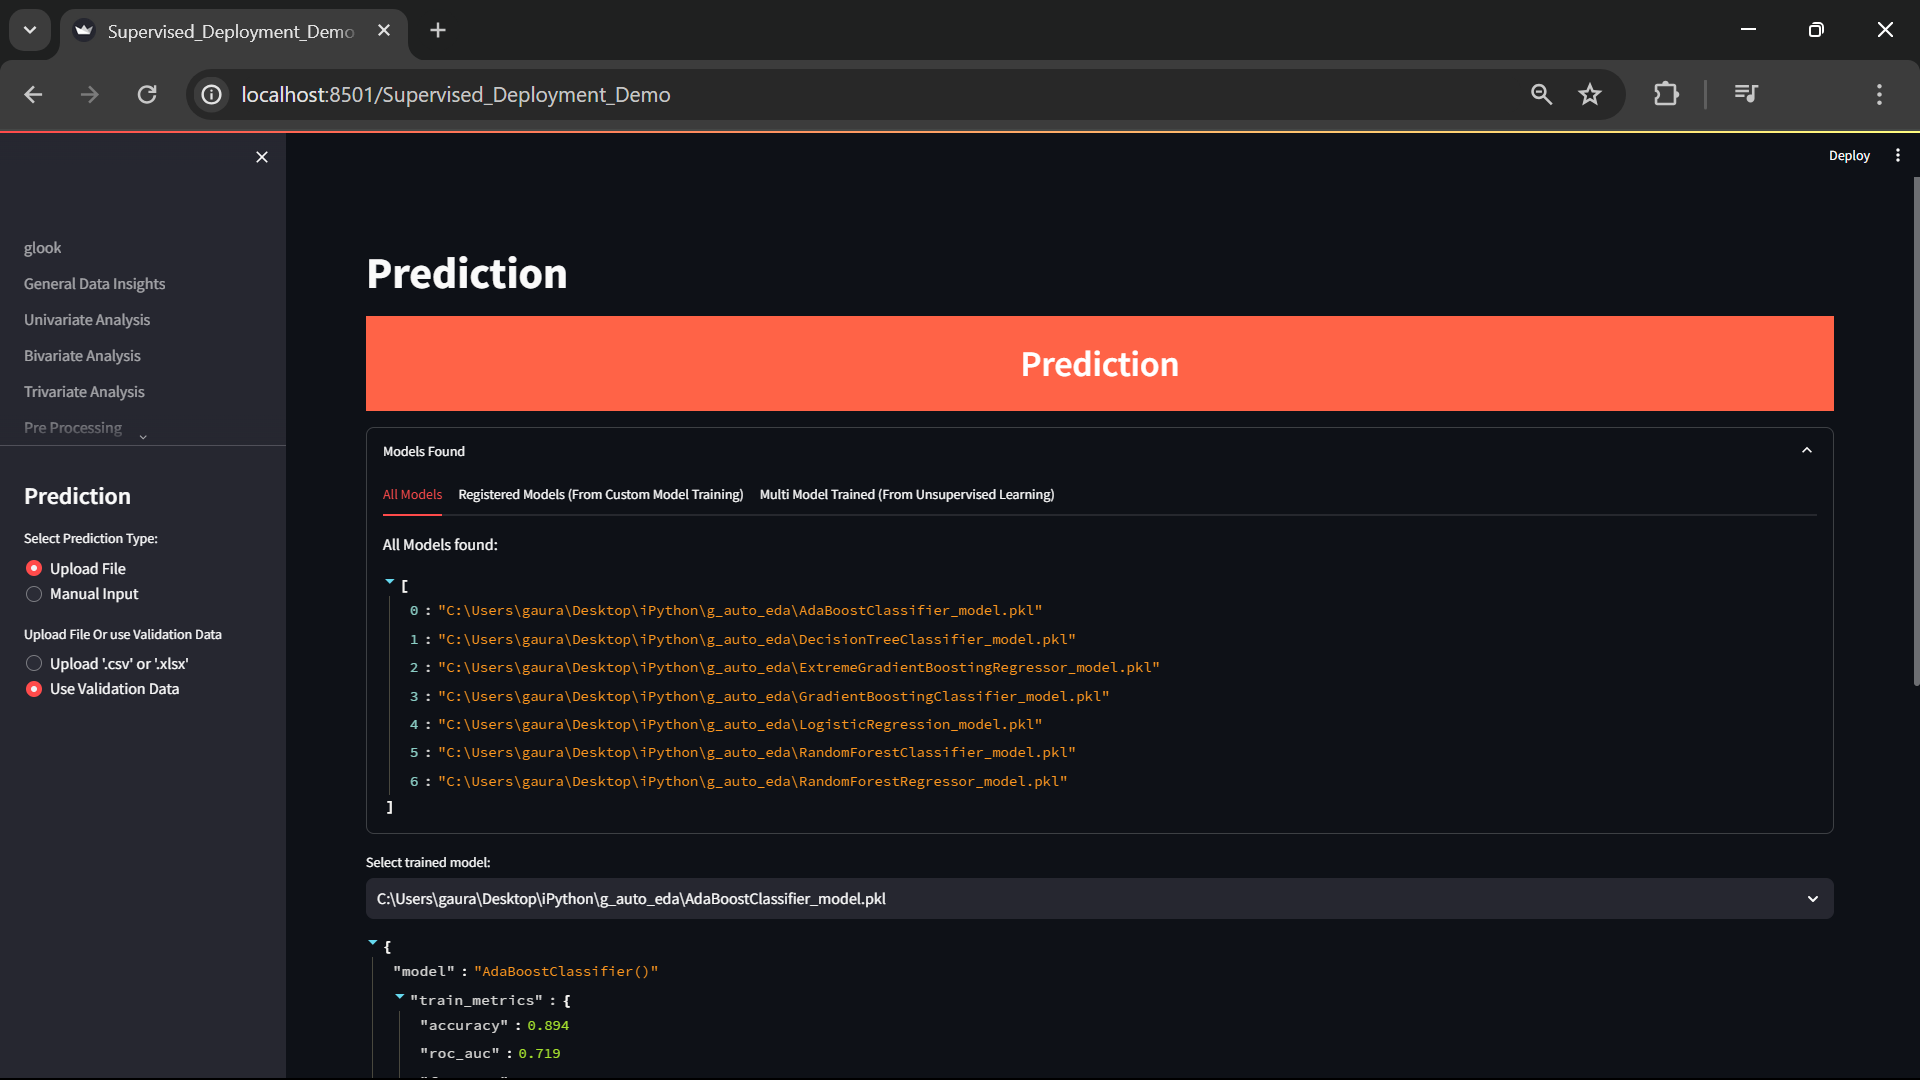 Supervised_Deployment_Demo
localhost:8501/Supervised_Deployment_Demo
Deploy
glook
General Data Insights
Univariate Analysis
Bivariate Analysis
Trivariate Analysis
Pre Processing
Prediction
Select Prediction Type:
Upload File
Manual Input
Upload File Or use Validation Data
Upload '.csv' or '.xlsx'
Use Validation Data
Prediction
Prediction
Models Found
All Models Registered Models (From Custom Model Training) Multi Model Trained (From Unsupervised Learning)
All Models found:
[
0 : "C:\Users\gaura\Desktop\iPython\g_auto_eda\AdaBoostClassifier_model.pkl"
1 : "C:\Users\gaura\Desktop\iPython\g_auto_eda\DecisionTreeClassifier_model.pkl"
2 : "C:\Users\gaura\Desktop\iPython\g_auto_eda\ExtremeGradientBoostingRegressor_model.pkl"
3 : "C:\Users\gaura\Desktop\iPython\g_auto_eda\GradientBoostingClassifier_model.pkl"
4 : "C:\Users\gaura\Desktop\iPython\g_auto_eda\LogisticRegression_model.pkl"
5 : "C:\Users\gaura\Desktop\iPython\g_auto_eda\RandomForestClassifier_model.pkl"
6 : "C:\Users\gaura\Desktop\iPython\g_auto_eda\RandomForestRegressor_model.pkl"
]
Select trained model:
C:\Users\gaura\Desktop\iPython\g_auto_eda\AdaBoostClassifier_model.pkl
{
"model" : "AdaBoostClassifier()"
"train_metrics" : {
"accuracy" : 0.894
"roc_auc" : 0.719